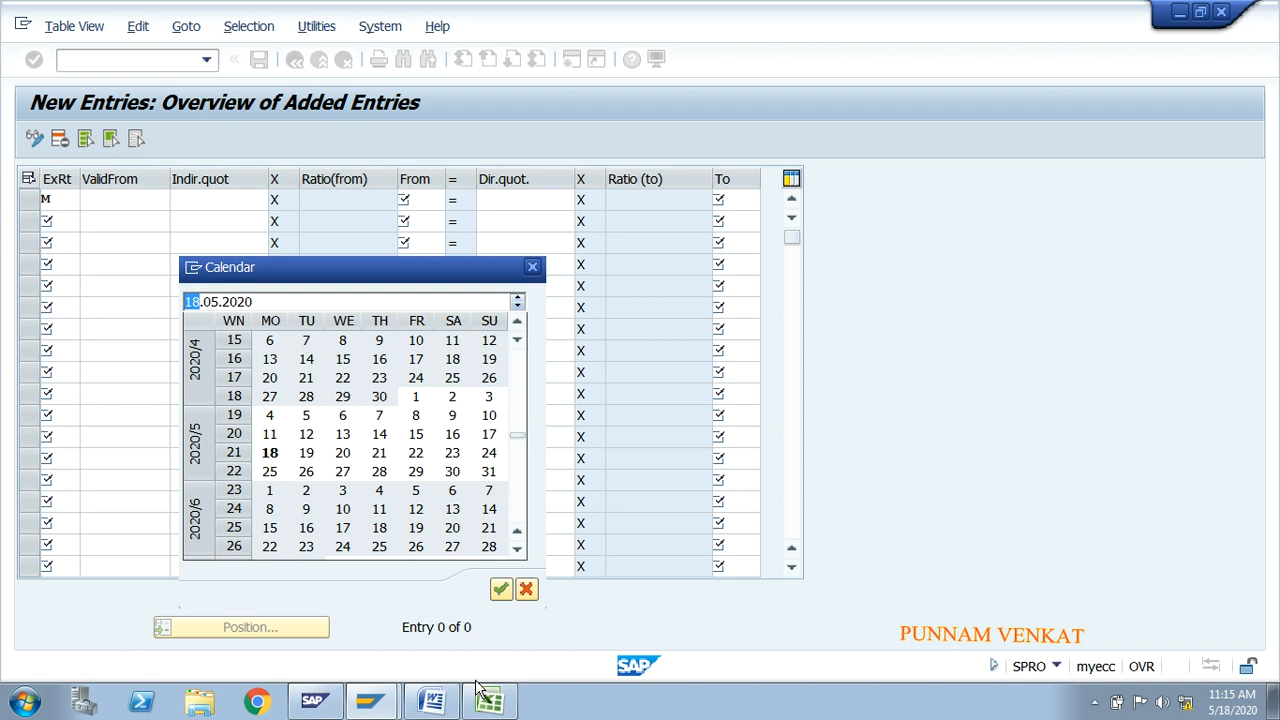 Table View Edit Goto Selection Utilities System Help
New Entries: Overview of Added Entries
ExRt ValidFrom Indir.quot X Ratio(from) From = Dir.quot. X Ratio (to) To
M X = X
X = X
X = X
Calendar
X
18.05.2020
X
WN MO TU WE TH FR SA SU
2020/4
15 6 7 8 9 10 11 12
X
16 13 14 15 16 17 18 19
X
17 20 21 22 23 24 25 26
X
18 27 28 29 30 1 2 3
X
2020/5
19 4 5 6 7 8 9 10
X
20 11 12 13 14 15 16 17
X
21 18 19 20 21 22 23 24
X
22 25 26 27 28 29 30 31
X
2020/6
23 1 2 3 4 5 6 7
X
24 8 9 10 11 12 13 14
X
25 15 16 17 18 19 20 21
X
26 22 23 24 25 26 27 28
X
X
Position... Entry 0 of 0
PUNNAM VENKAT
SAP SPRO myecc OVR
SAP
11:15 AM
5/18/2020